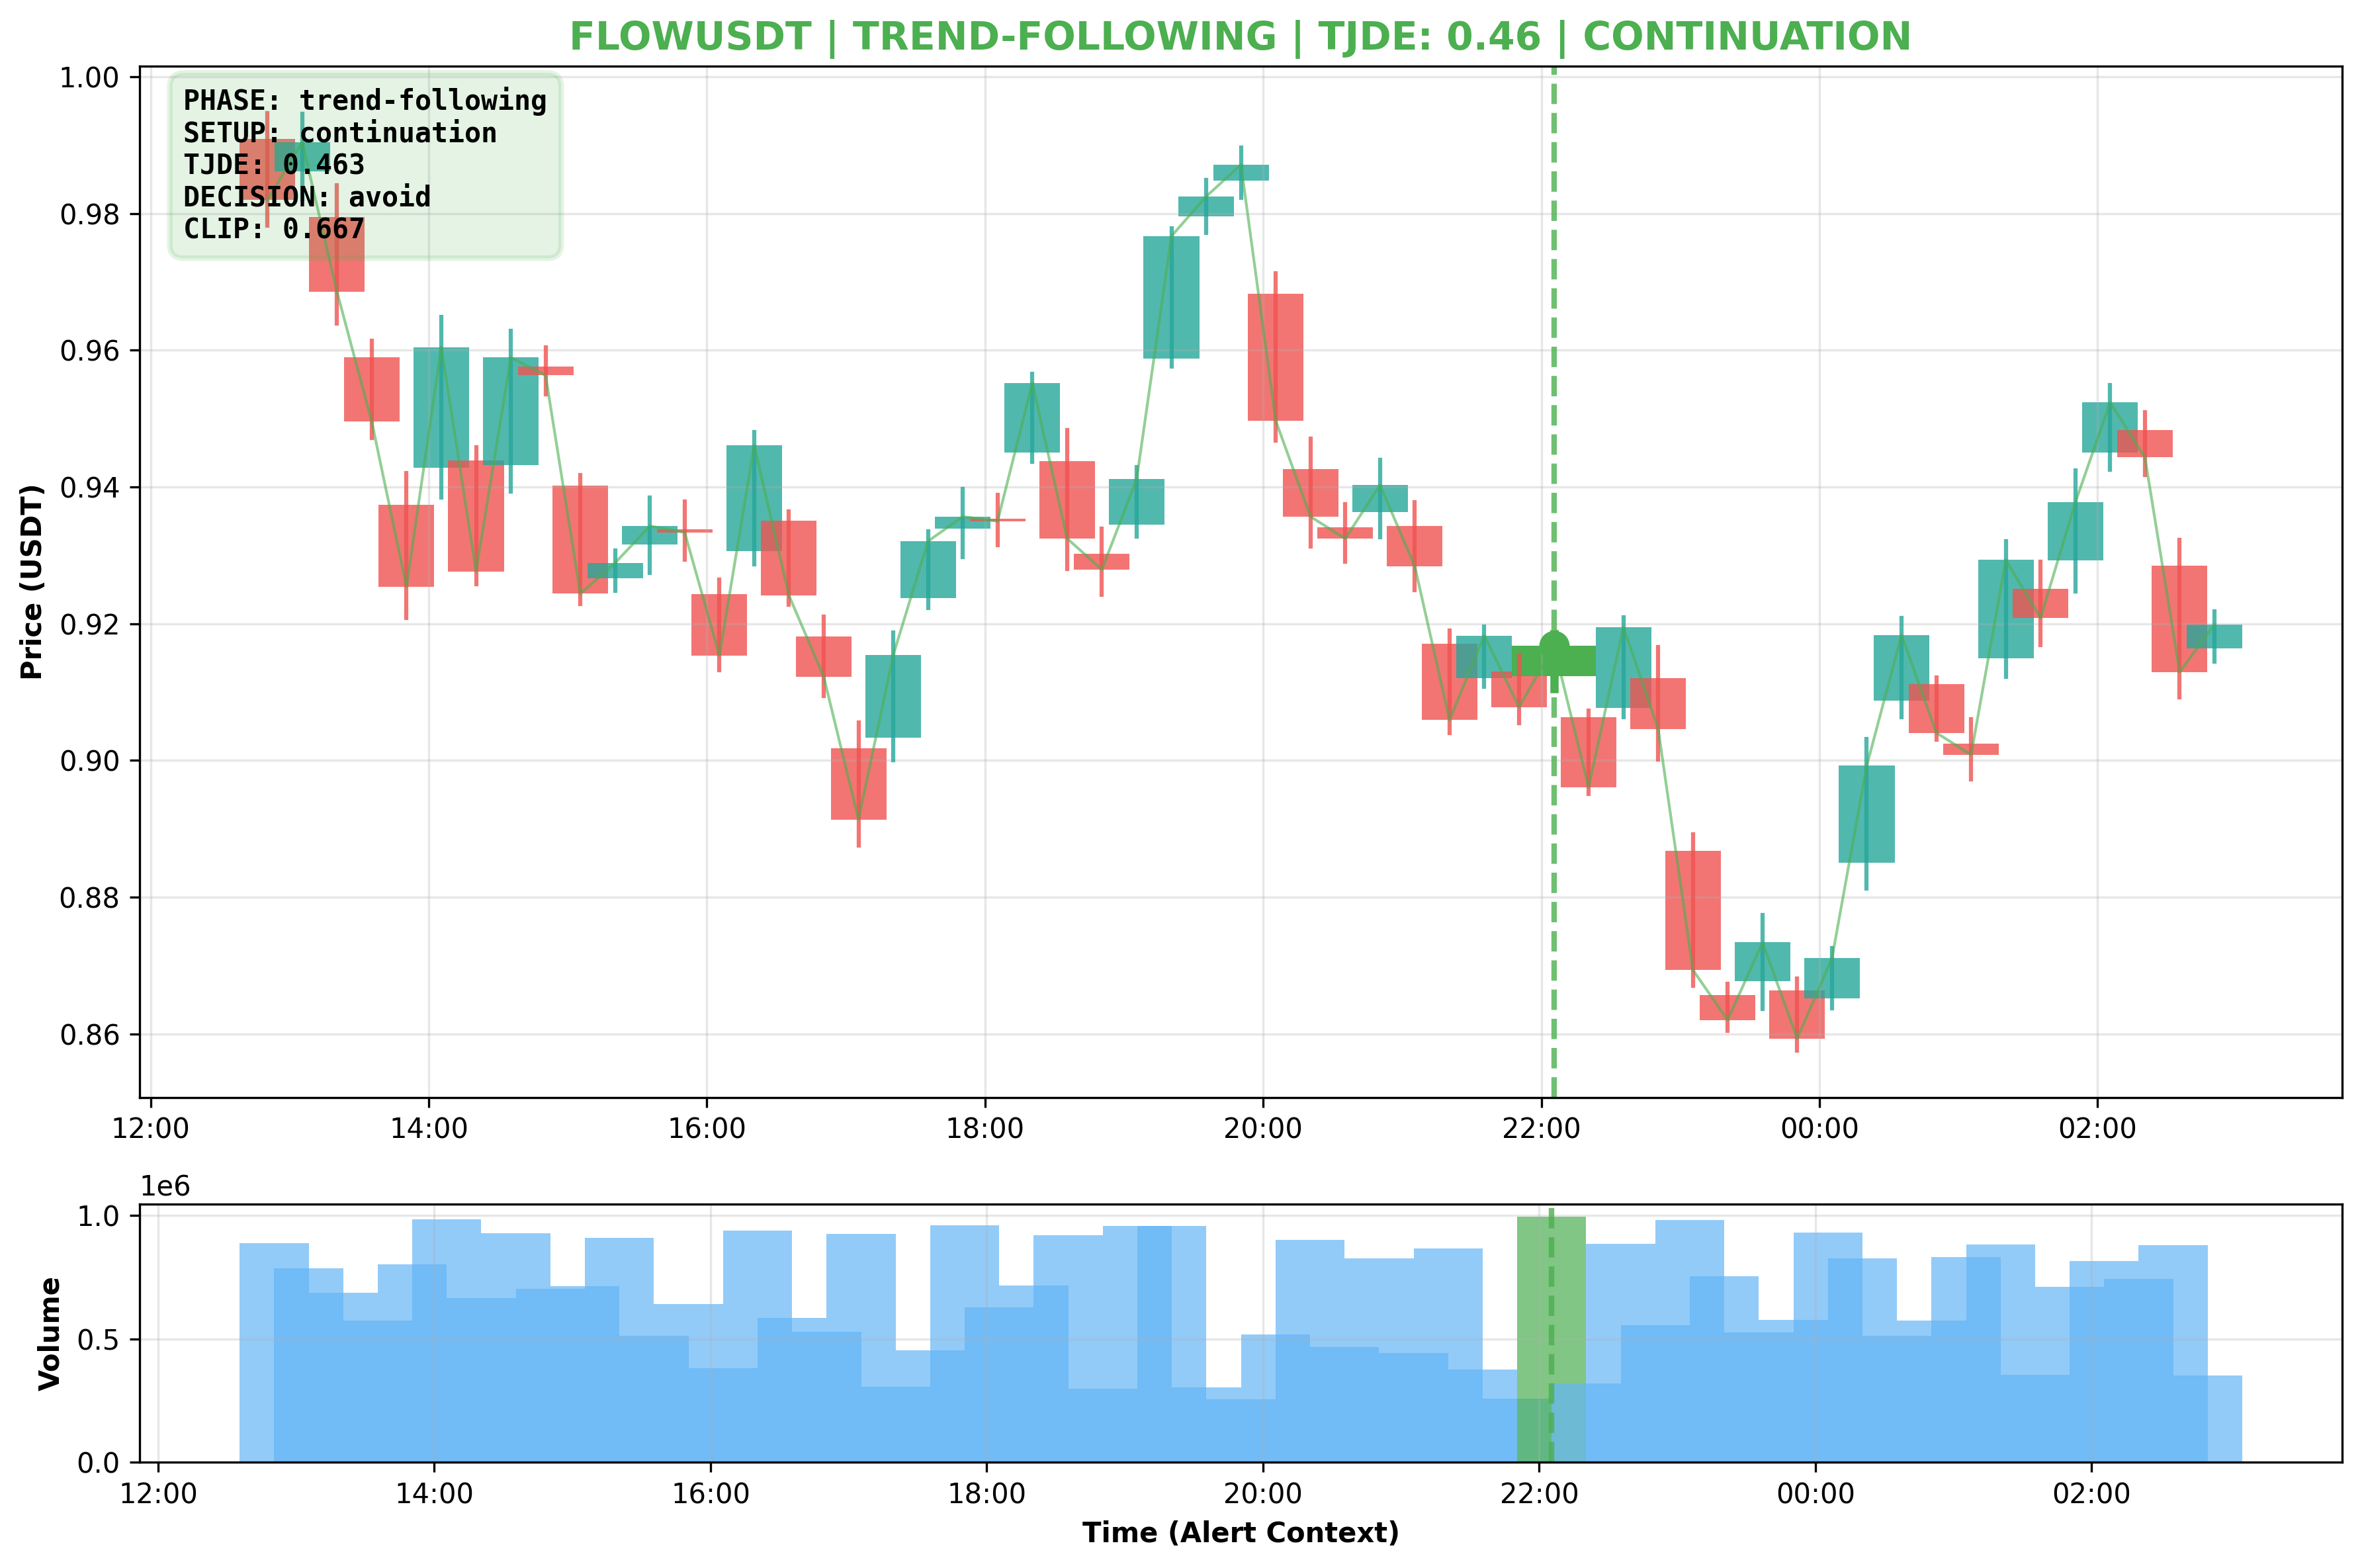 FLOWUSDT | TREND-FOLLOWING | TJDE: 0.46 | CONTINUATION
PHASE: trend-following
SETUP: continuation
TJDE: 0.463
DECISION: avoid
CLIP: 0.667
Price (USDT)
1.00
0.98
0.96
0.94
0.92
0.90
0.88
0.86
12:00 14:00 16:00 18:00 20:00 22:00 00:00 02:00
1e6
Volume
1.0
0.5
0.0
12:00 14:00 16:00 18:00 20:00 22:00 00:00 02:00
Time (Alert Context)